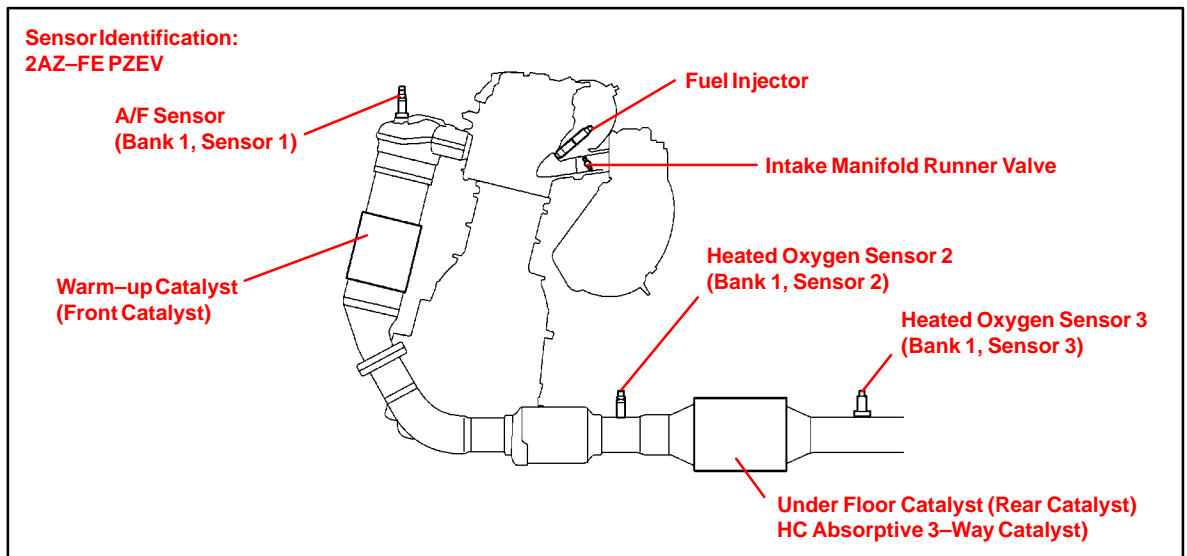 Sensor Identification:
2AZ–FE PZEV
A/F Sensor
(Bank 1, Sensor 1)
Fuel Injector
Intake Manifold Runner Valve
Warm–up Catalyst
(Front Catalyst)
Heated Oxygen Sensor 2
(Bank 1, Sensor 2)
Heated Oxygen Sensor 3
(Bank 1, Sensor 3)
Under Floor Catalyst (Rear Catalyst)
HC Absorptive 3–Way Catalyst)